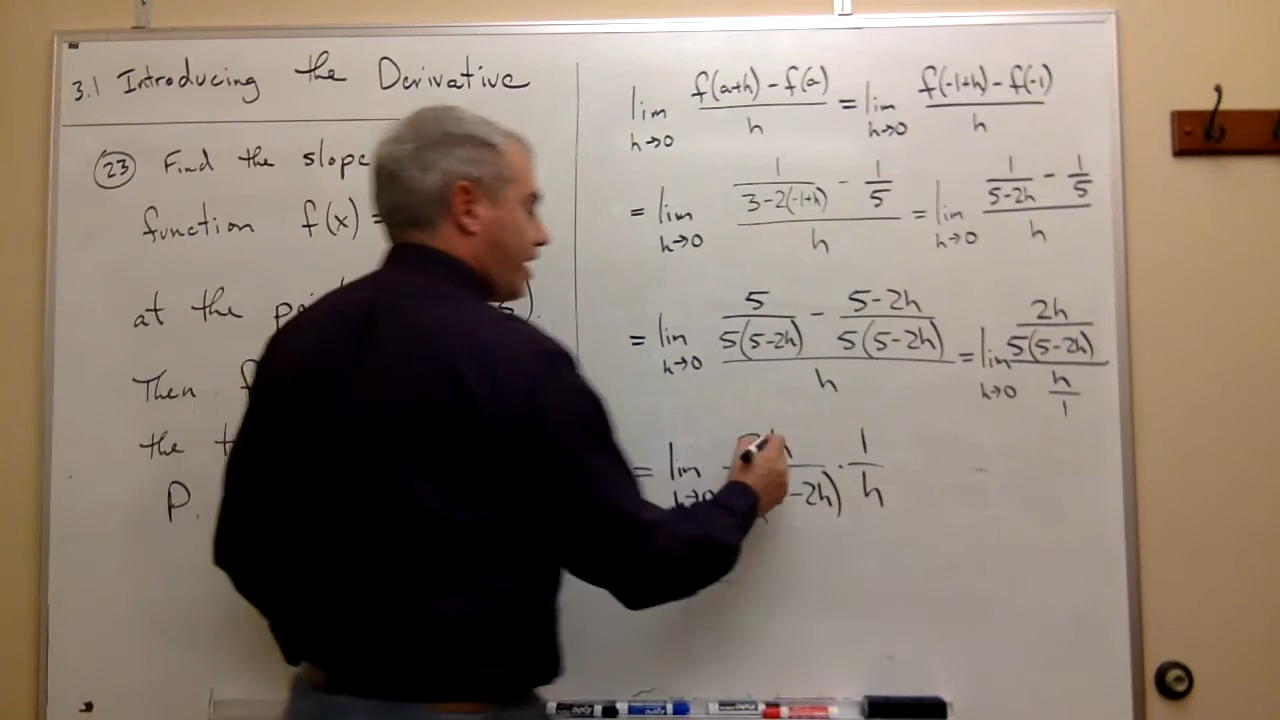 3.1 Introducing the Derivative
(23) Find the slope
function f(x) =
at the ).
Then
the
P.
lim h→0 (f(a+h) - f(a))/h = lim h→0 (f(-1+h) - f(-1))/h
= lim h→0 (1/(3-2(-1+h)) - 1/5)/h = lim h→0 (1/(5-2h) - 1/5)/h
= lim h→0 (5/(5(5-2h)) - (5-2h)/(5(5-2h)))/h = lim h→0 (2h/(5(5-2h)))/(h/1)
= lim h→0 -2h) · 1/h